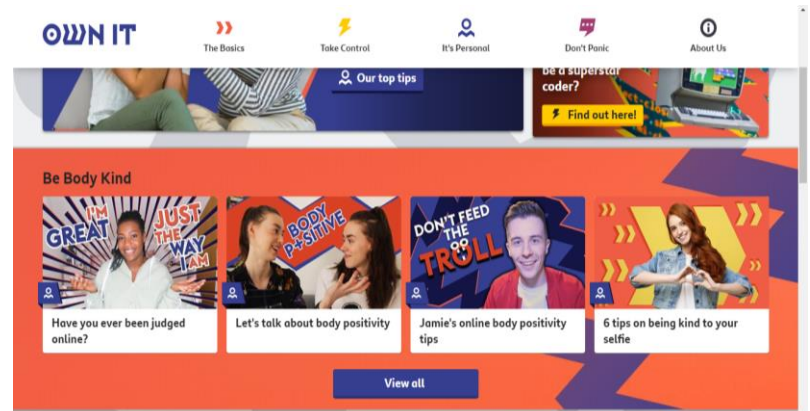 OWN IT
The Basics
Take Control
It's Personal
Don't Panic
About Us
Our top tips
be a superstar
coder?
Find out here!
Be Body Kind
I'M
GREAT
JUST
THE
WAY
I AM
BODY
P+SITIVE
DON'T FEED
THE
TROLL
Have you ever been judged
online?
Let's talk about body positivity
Jamie's online body positivity
tips
6 tips on being kind to your
selfie
View all